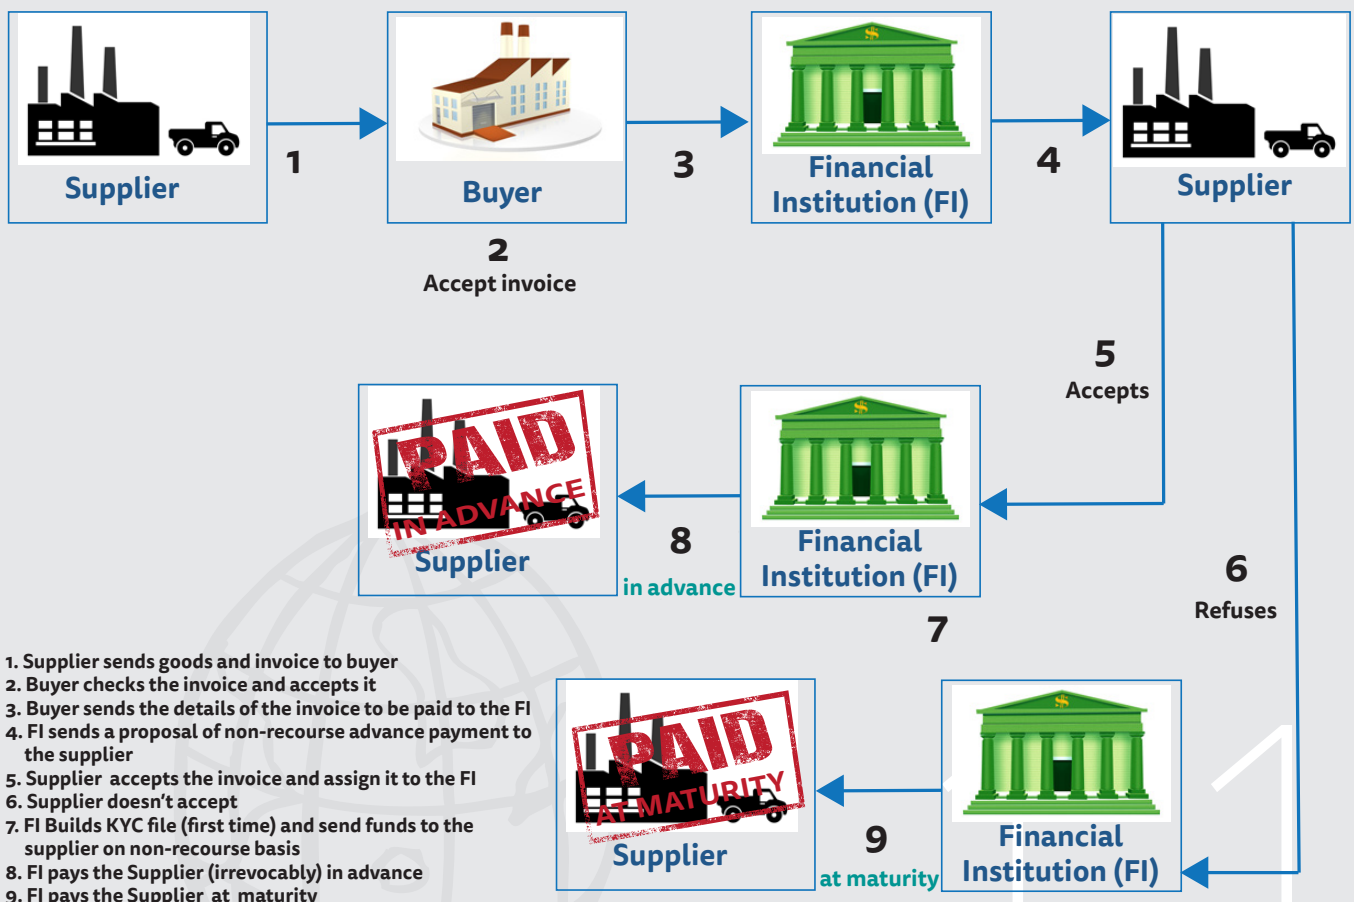 Supplier
1
Buyer
2
Accept invoice
3
Financial
Institution (FI)
4
Supplier
5
Accepts
6
Refuses
PAID
IN ADVANCE
Supplier
8
in advance
Financial
Institution (FI)
7
PAID
AT MATURITY
Supplier
9
at maturity
Financial
Institution (FI)
1. Supplier sends goods and invoice to buyer
2. Buyer checks the invoice and accepts it
3. Buyer sends the details of the invoice to be paid to the FI
4. FI sends a proposal of non-recourse advance payment to
the supplier
5. Supplier accepts the invoice and assign it to the FI
6. Supplier doesn't accept
7. FI Builds KYC file (first time) and send funds to the
supplier on non-recourse basis
8. FI pays the Supplier (irrevocably) in advance
9. FI pays the Supplier at maturity